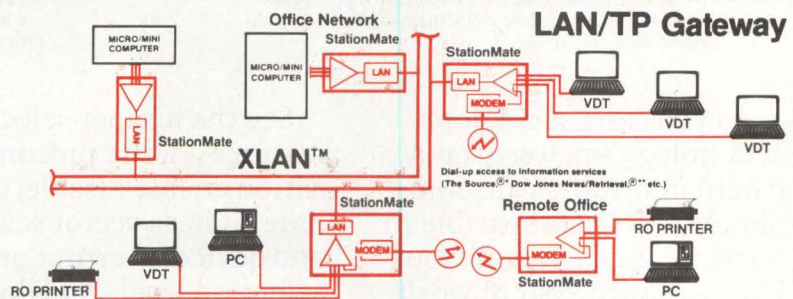 LAN/TP Gateway
Office Network
StationMate
MICRO/MINI
COMPUTER
MICRO/MINI
COMPUTER
LAN
StationMate
LAN
MODEM
VDT
VDT
VDT
LAN
StationMate
XLAN™
Dial-up access to information services
(The Source,®* Dow Jones News/Retrieval,®** etc.)
StationMate
LAN
MODEM
VDT
PC
RO PRINTER
Remote Office
MODEM
StationMate
RO PRINTER
PC